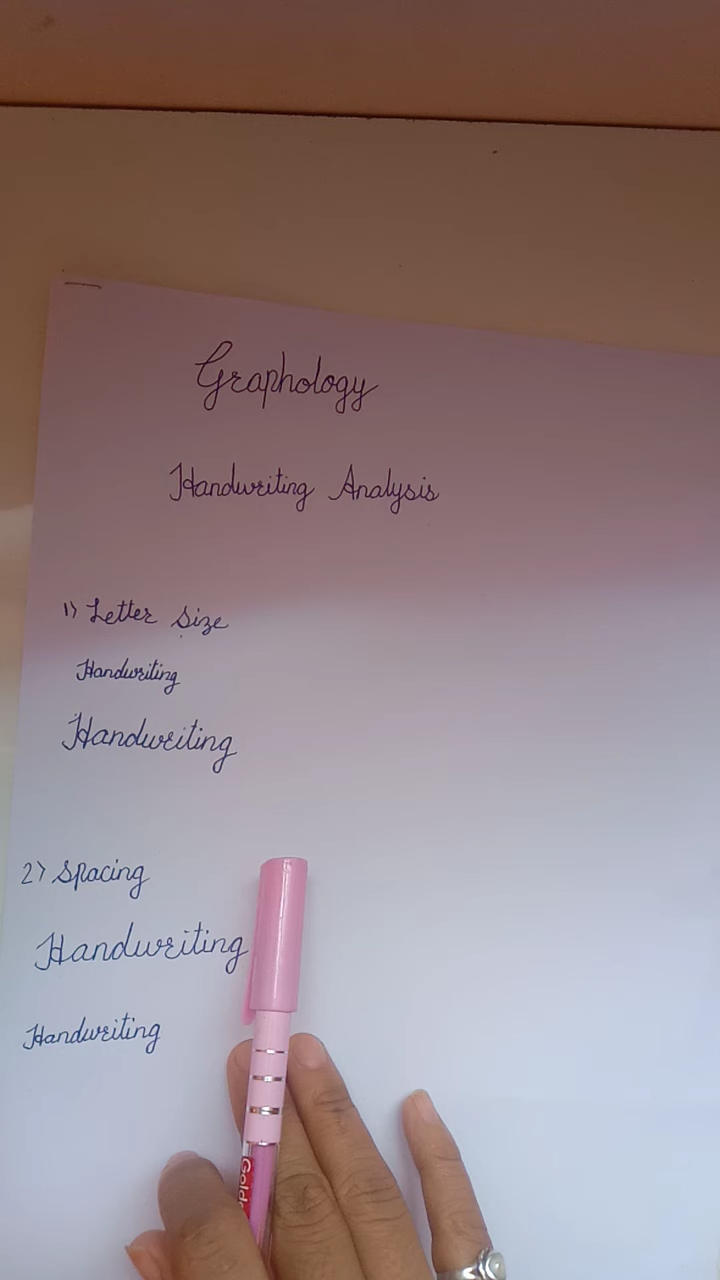 Graphology
Handwriting Analysis
1) Letter Size
Handwriting
Handwriting
2) Spacing
Handwriting
Handwriting